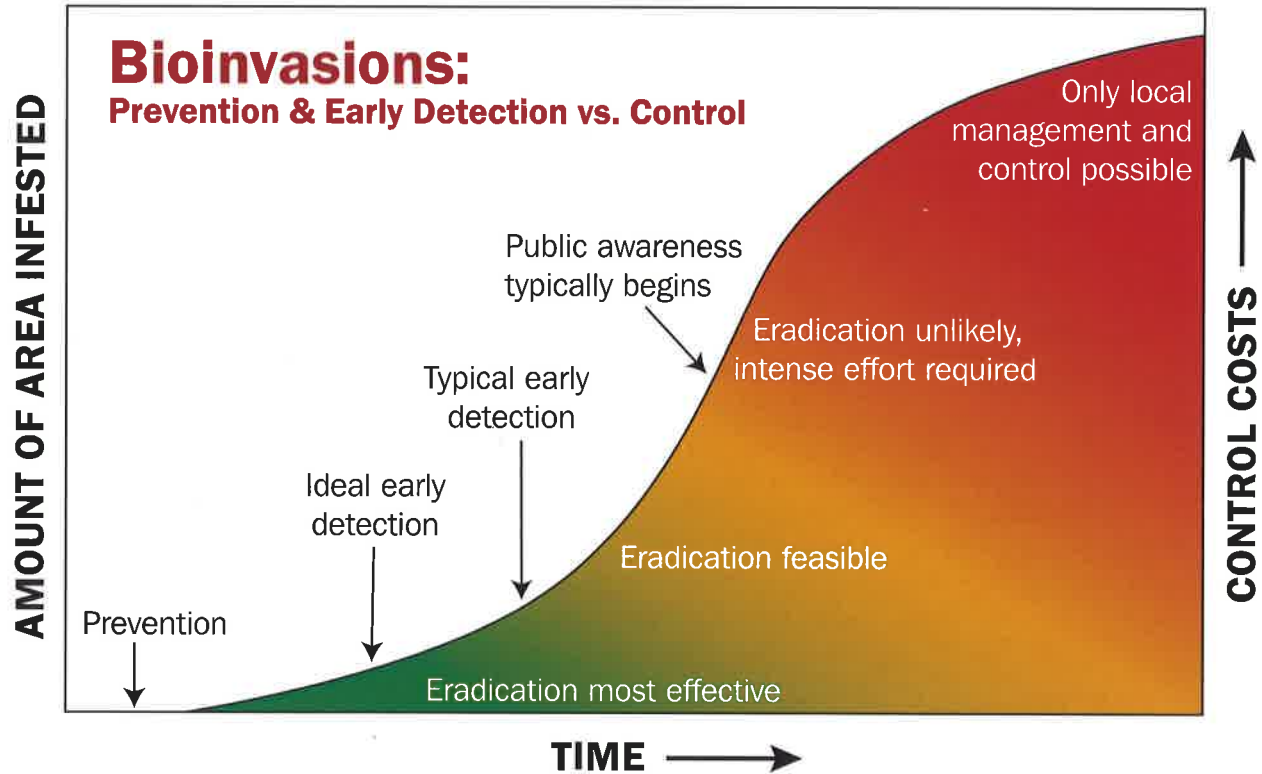 Bioinvasions:
Prevention & Early Detection vs. Control
Only local
management and
control possible
Public awareness
typically begins
Eradication unlikely,
intense effort required
Typical early
detection
Ideal early
detection
Eradication feasible
Prevention
Eradication most effective
AMOUNT OF AREA INFESTED
CONTROL COSTS
TIME